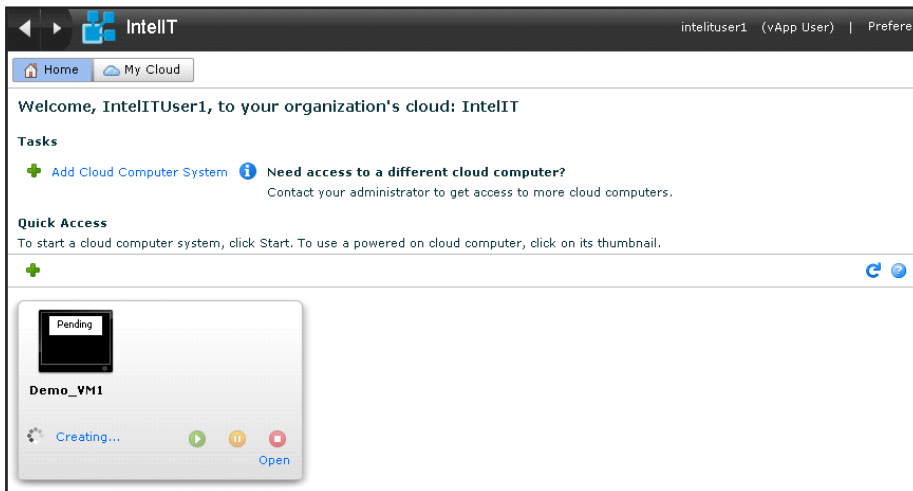 IntelIT
intelituser1 (vApp User) | Prefere
Home My Cloud
Welcome, IntelITUser1, to your organization's cloud: IntelIT
Tasks
Add Cloud Computer System i Need access to a different cloud computer?
Contact your administrator to get access to more cloud computers.
Quick Access
To start a cloud computer system, click Start. To use a powered on cloud computer, click on its thumbnail.
?
Pending
Demo_VM1
Creating...
Open